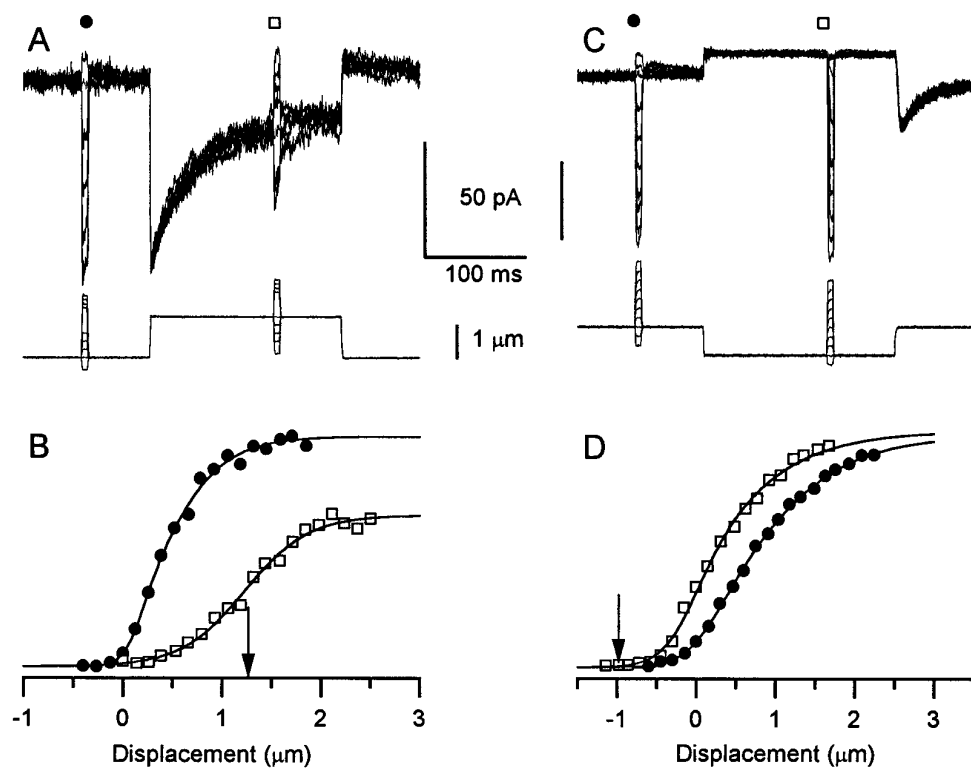 A
C
50 pA
100 ms
1 μm
B
D
-1 0 1 2 3
-1 0 1 2 3
Displacement (μm)
Displacement (μm)